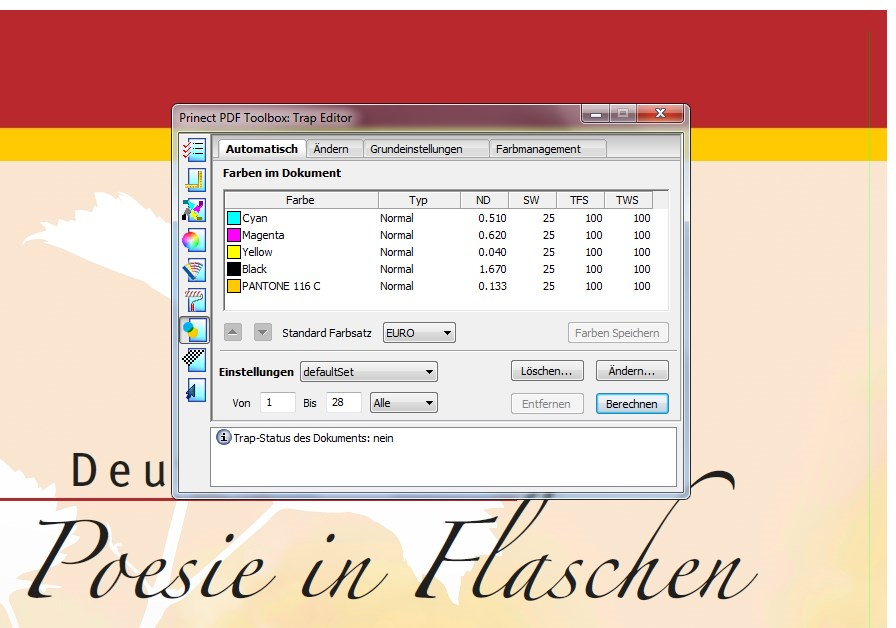 Prinect PDF Toolbox: Trap Editor
Automatisch Ändern Grundeinstellungen Farbmanagement
Farben im Dokument
Farbe Typ ND SW TFS TWS
Cyan Normal 0.510 25 100 100
Magenta Normal 0.620 25 100 100
Yellow Normal 0.040 25 100 100
Black Normal 1.670 25 100 100
PANTONE 116 C Normal 0.133 25 100 100
Standard Farbsatz EURO Farben Speichern
Einstellungen defaultSet Löschen... Ändern...
Von 1 Bis 28 Alle Entfernen Berechnen
Trap-Status des Dokuments: nein
Deu
Poesie in Flaschen